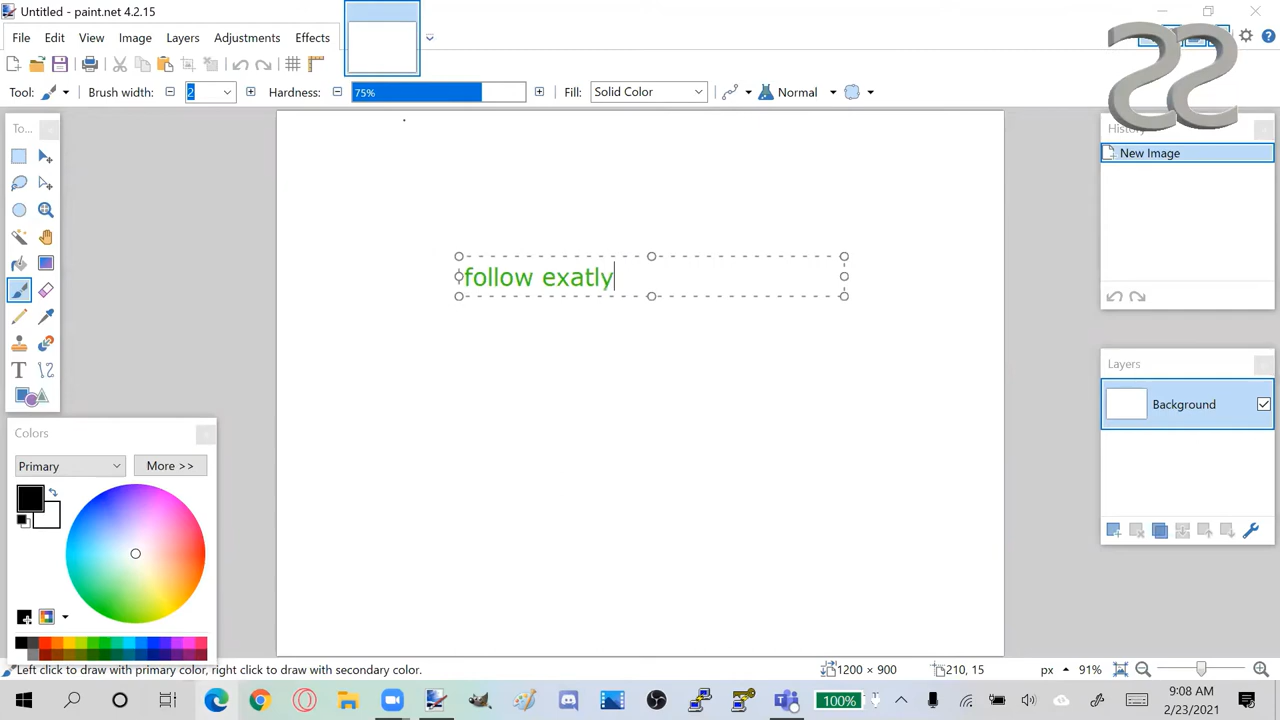 Untitled - paint.net 4.2.15
File Edit View Image Layers Adjustments Effects
Tool: Brush width: 2 Hardness: 75% Fill: Solid Color Normal
SS
To...
History
New Image
follow exatly
Layers
Background
Colors
Primary More >>
Left click to draw with primary color, right click to draw with secondary color. 1200 × 900 210, 15 px 91%
100% 9:08 AM
2/23/2021